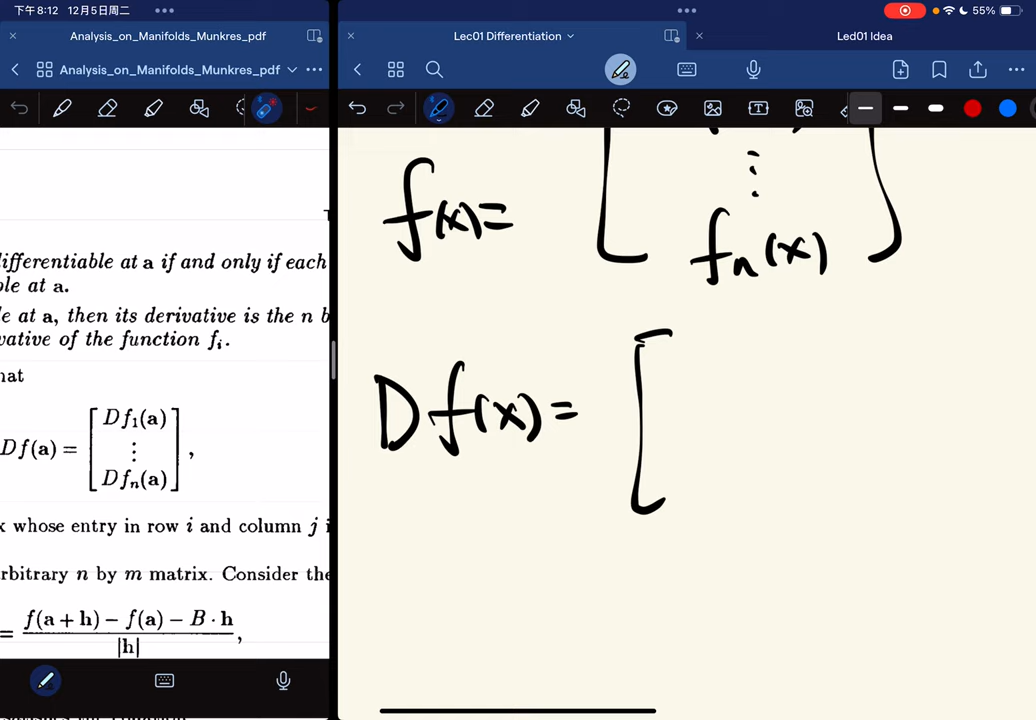 下午8:12 12月5日周二
55%
Analysis_on_Manifolds_Munkres_pdf
Lec01 Differentiation
Led01 Idea
Analysis_on_Manifolds_Munkres_pdf
ifferentiable at a if and only if each
le at a.
e at a, then its derivative is the n b
vative of the function fᵢ.
hat
Df(a) = [ Df₁(a) ⋮ Dfₙ(a) ] ,
x whose entry in row i and column j i
rbitrary n by m matrix. Consider the
= f(a + h) − f(a) − B · h / |h| ,
f(x) = [ ⋮ fn(x) ]
Df(x) = [